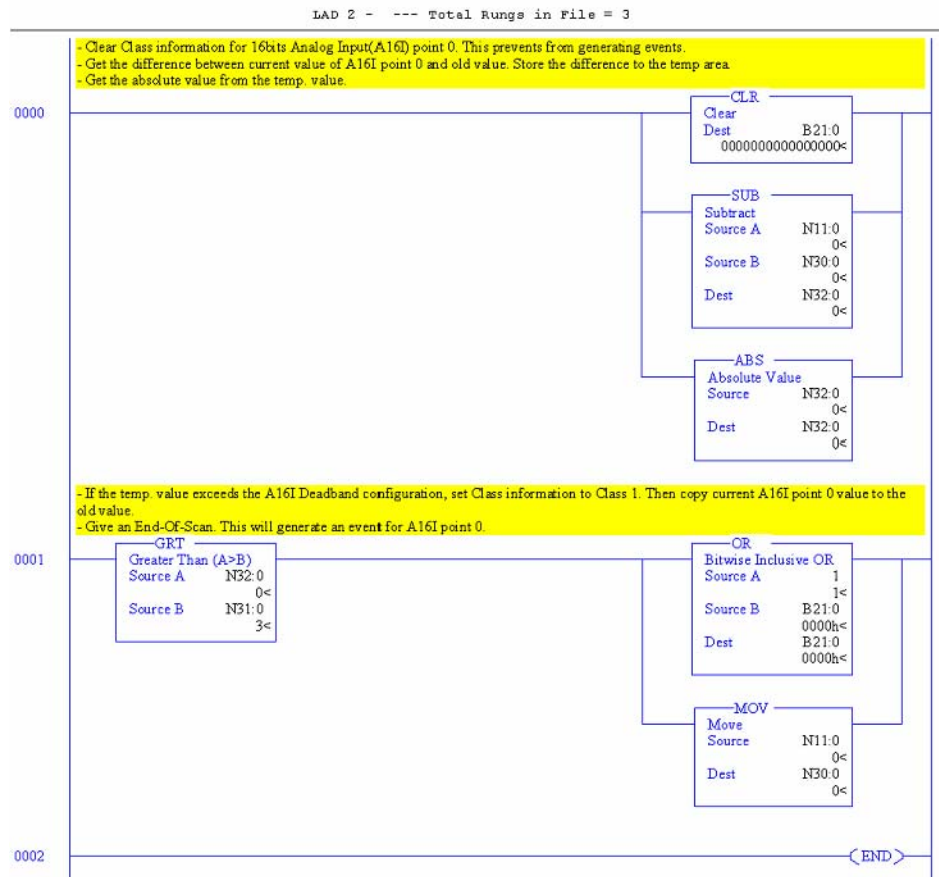 LAD 2 -  --- Total Rungs in File = 3
- Clear Class information for 16bits Analog Input(A16I) point 0. This prevents from generating events.
- Get the difference between current value of A16I point 0 and old value. Store the difference to the temp area.
- Get the absolute value from the temp. value.
0000
CLR
Clear
Dest B21:0
0000000000000000<
SUB
Subtract
Source A N11:0
0<
Source B N30:0
0<
Dest N32:0
0<
ABS
Absolute Value
Source N32:0
0<
Dest N32:0
0<
- If the temp. value exceeds the A16I Deadband configuration, set Class information to Class 1. Then copy current A16I point 0 value to the
old value.
- Give an End-Of-Scan. This will generate an event for A16I point 0.
0001
GRT
Greater Than (A>B)
Source A N32:0
0<
Source B N31:0
3<
OR
Bitwise Inclusive OR
Source A 1
1<
Source B B21:0
0000h<
Dest B21:0
0000h<
MOV
Move
Source N11:0
0<
Dest N30:0
0<
0002
END